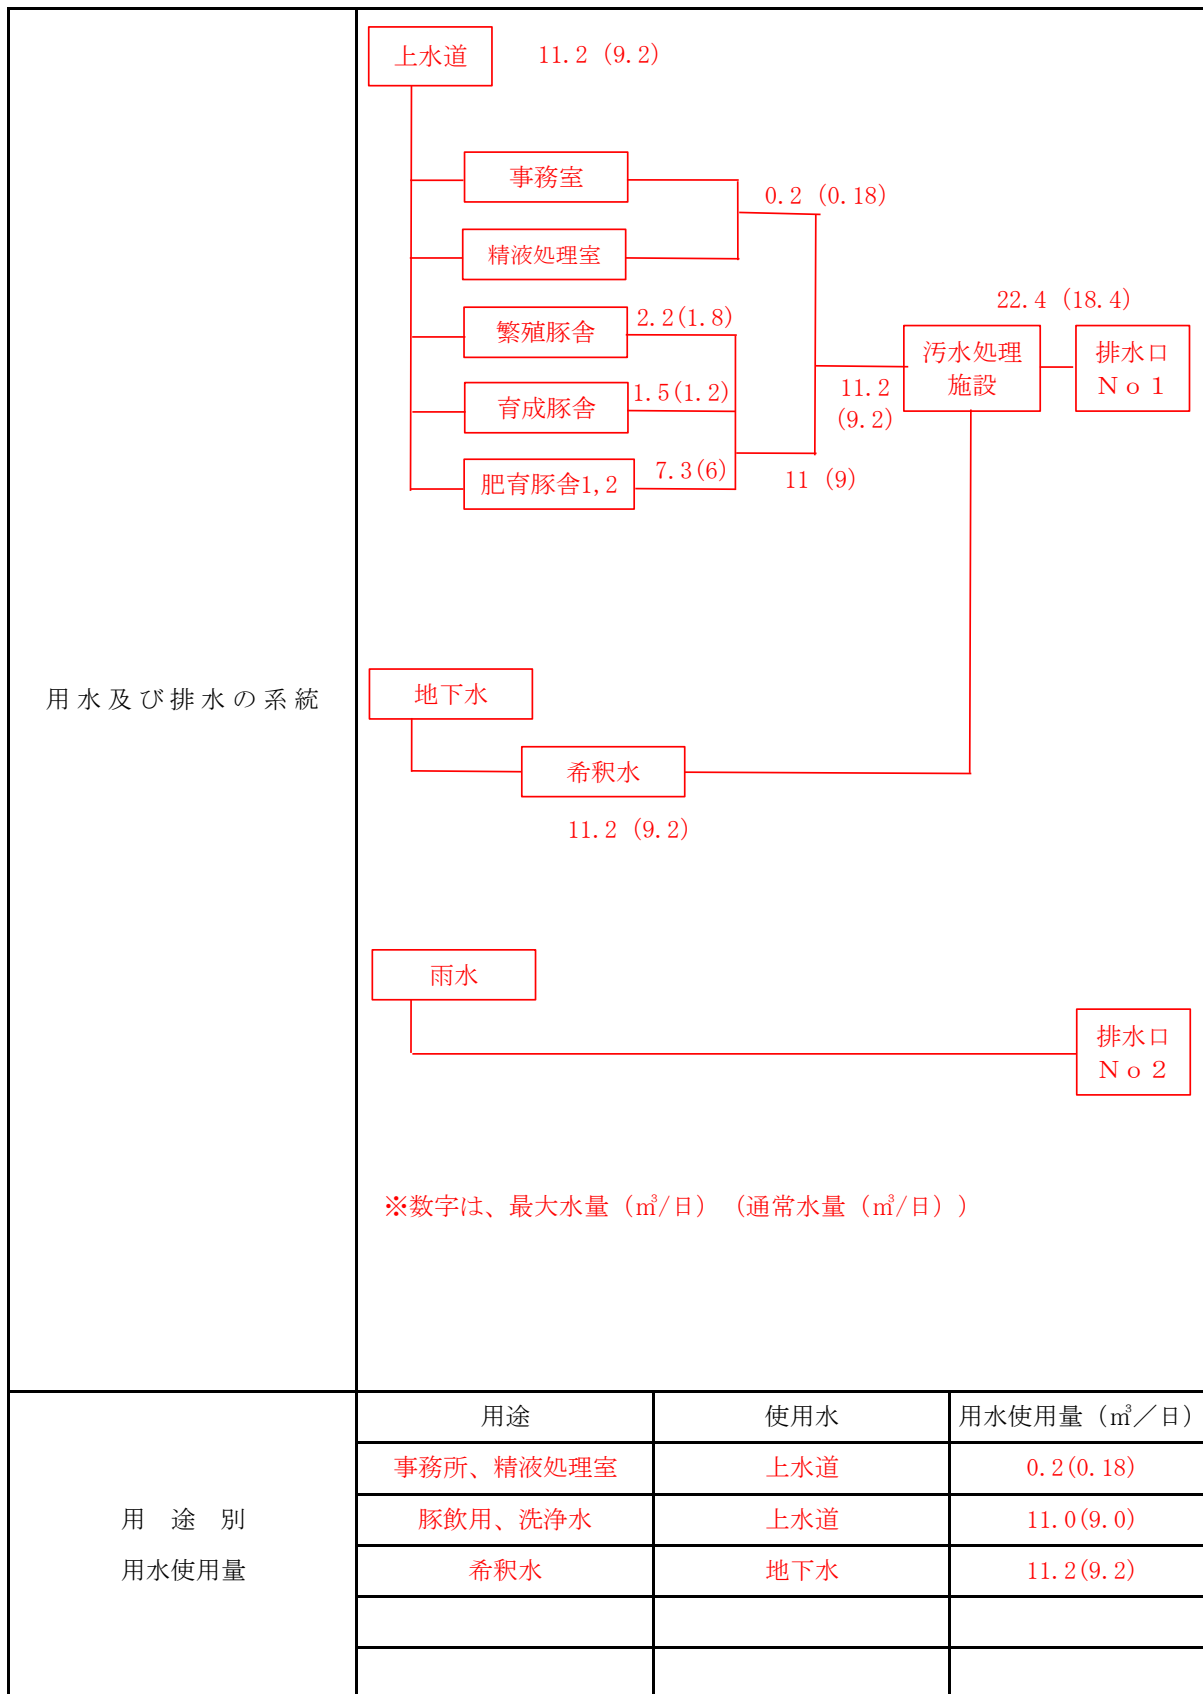 用水及び排水の系統
上水道 11.2 (9.2)
事務室
0.2 (0.18)
精液処理室
22.4 (18.4)
繁殖豚舎 2.2(1.8)
汚水処理
施設
排水口
No1
育成豚舎 1.5(1.2)
11.2
(9.2)
肥育豚舎1,2 7.3(6)
11 (9)
地下水
希釈水
11.2 (9.2)
雨水
排水口
No2
※数字は、最大水量（㎥/日）（通常水量（㎥/日））
用途別
用水使用量
用途 使用水 用水使用量（㎥／日）
事務所、精液処理室 上水道 0.2(0.18)
豚飲用、洗浄水 上水道 11.0(9.0)
希釈水 地下水 11.2(9.2)